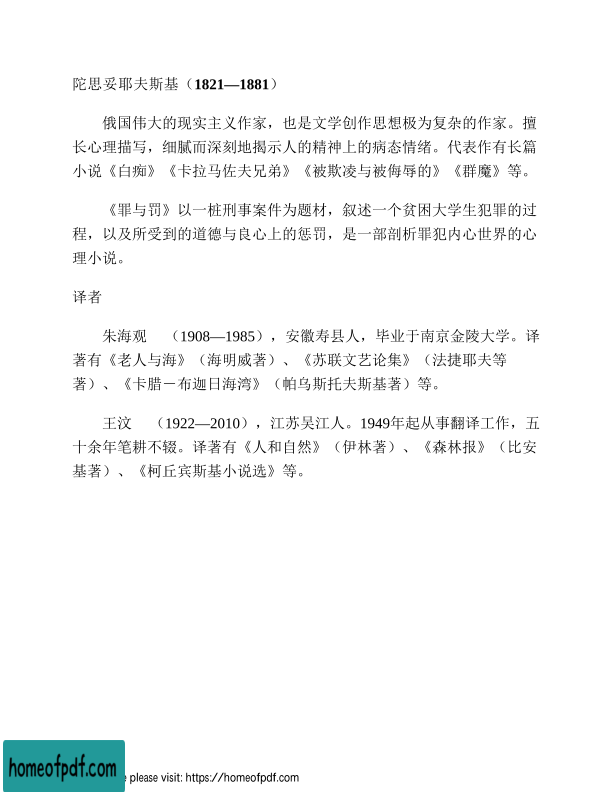 陀思妥耶夫斯基（1821—1881）
俄国伟大的现实主义作家，也是文学创作思想极为复杂的作家。擅
长心理描写，细腻而深刻地揭示人的精神上的病态情绪。代表作有长篇
小说《白痴》《卡拉马佐夫兄弟》《被欺凌与被侮辱的》《群魔》等。
《罪与罚》以一桩刑事案件为题材，叙述一个贫困大学生犯罪的过
程，以及所受到的道德与良心上的惩罚，是一部剖析罪犯内心世界的心
理小说。
译者
朱海观　（1908—1985），安徽寿县人，毕业于南京金陵大学。译
著有《老人与海》（海明威著）、《苏联文艺论集》（法捷耶夫等
著）、《卡腊－布迦日海湾》（帕乌斯托夫斯基著）等。
王汶　（1922—2010），江苏吴江人。1949年起从事翻译工作，五
十余年笔耕不辍。译著有《人和自然》（伊林著）、《森林报》（比安
基著）、《柯丘宾斯基小说选》等。
homeofpdf.com
please visit: https://homeofpdf.com